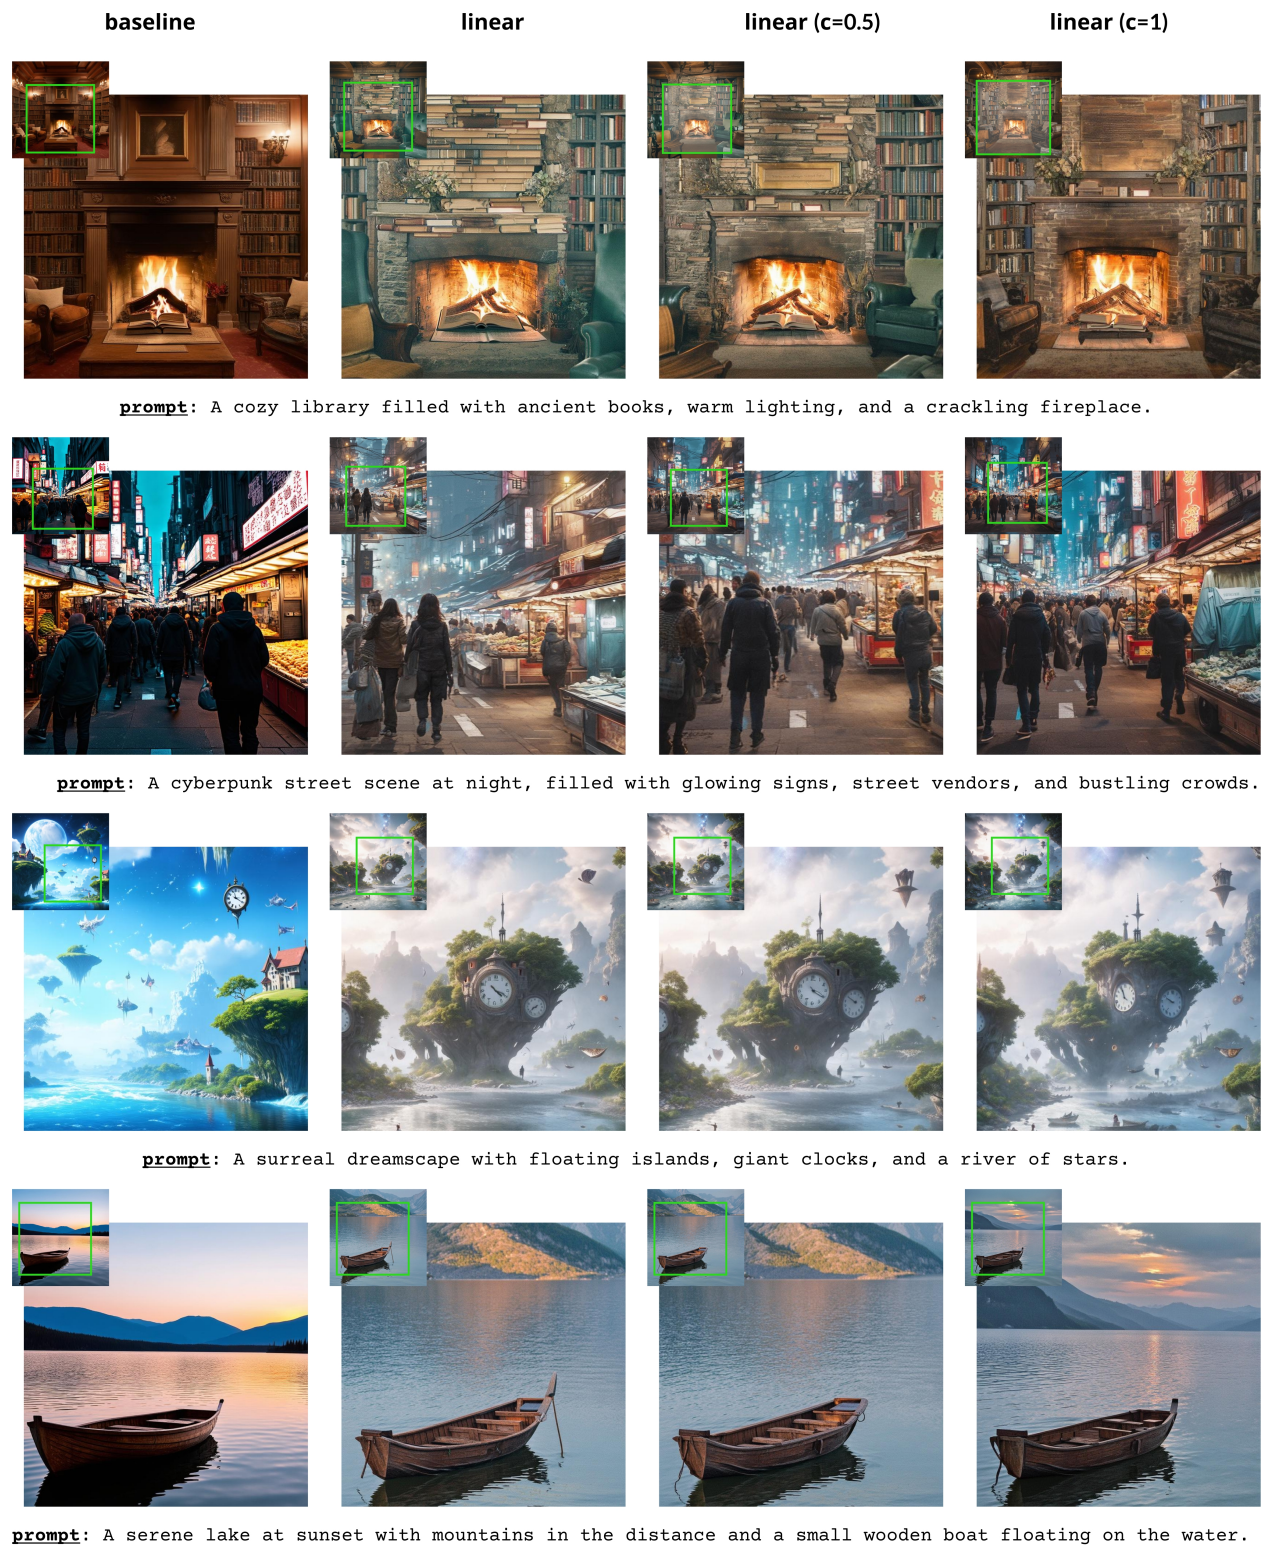 baseline linear linear (c=0.5) linear (c=1)
prompt: A cozy library filled with ancient books, warm lighting, and a crackling fireplace.
prompt: A cyberpunk street scene at night, filled with glowing signs, street vendors, and bustling crowds.
prompt: A surreal dreamscape with floating islands, giant clocks, and a river of stars.
prompt: A serene lake at sunset with mountains in the distance and a small wooden boat floating on the water.